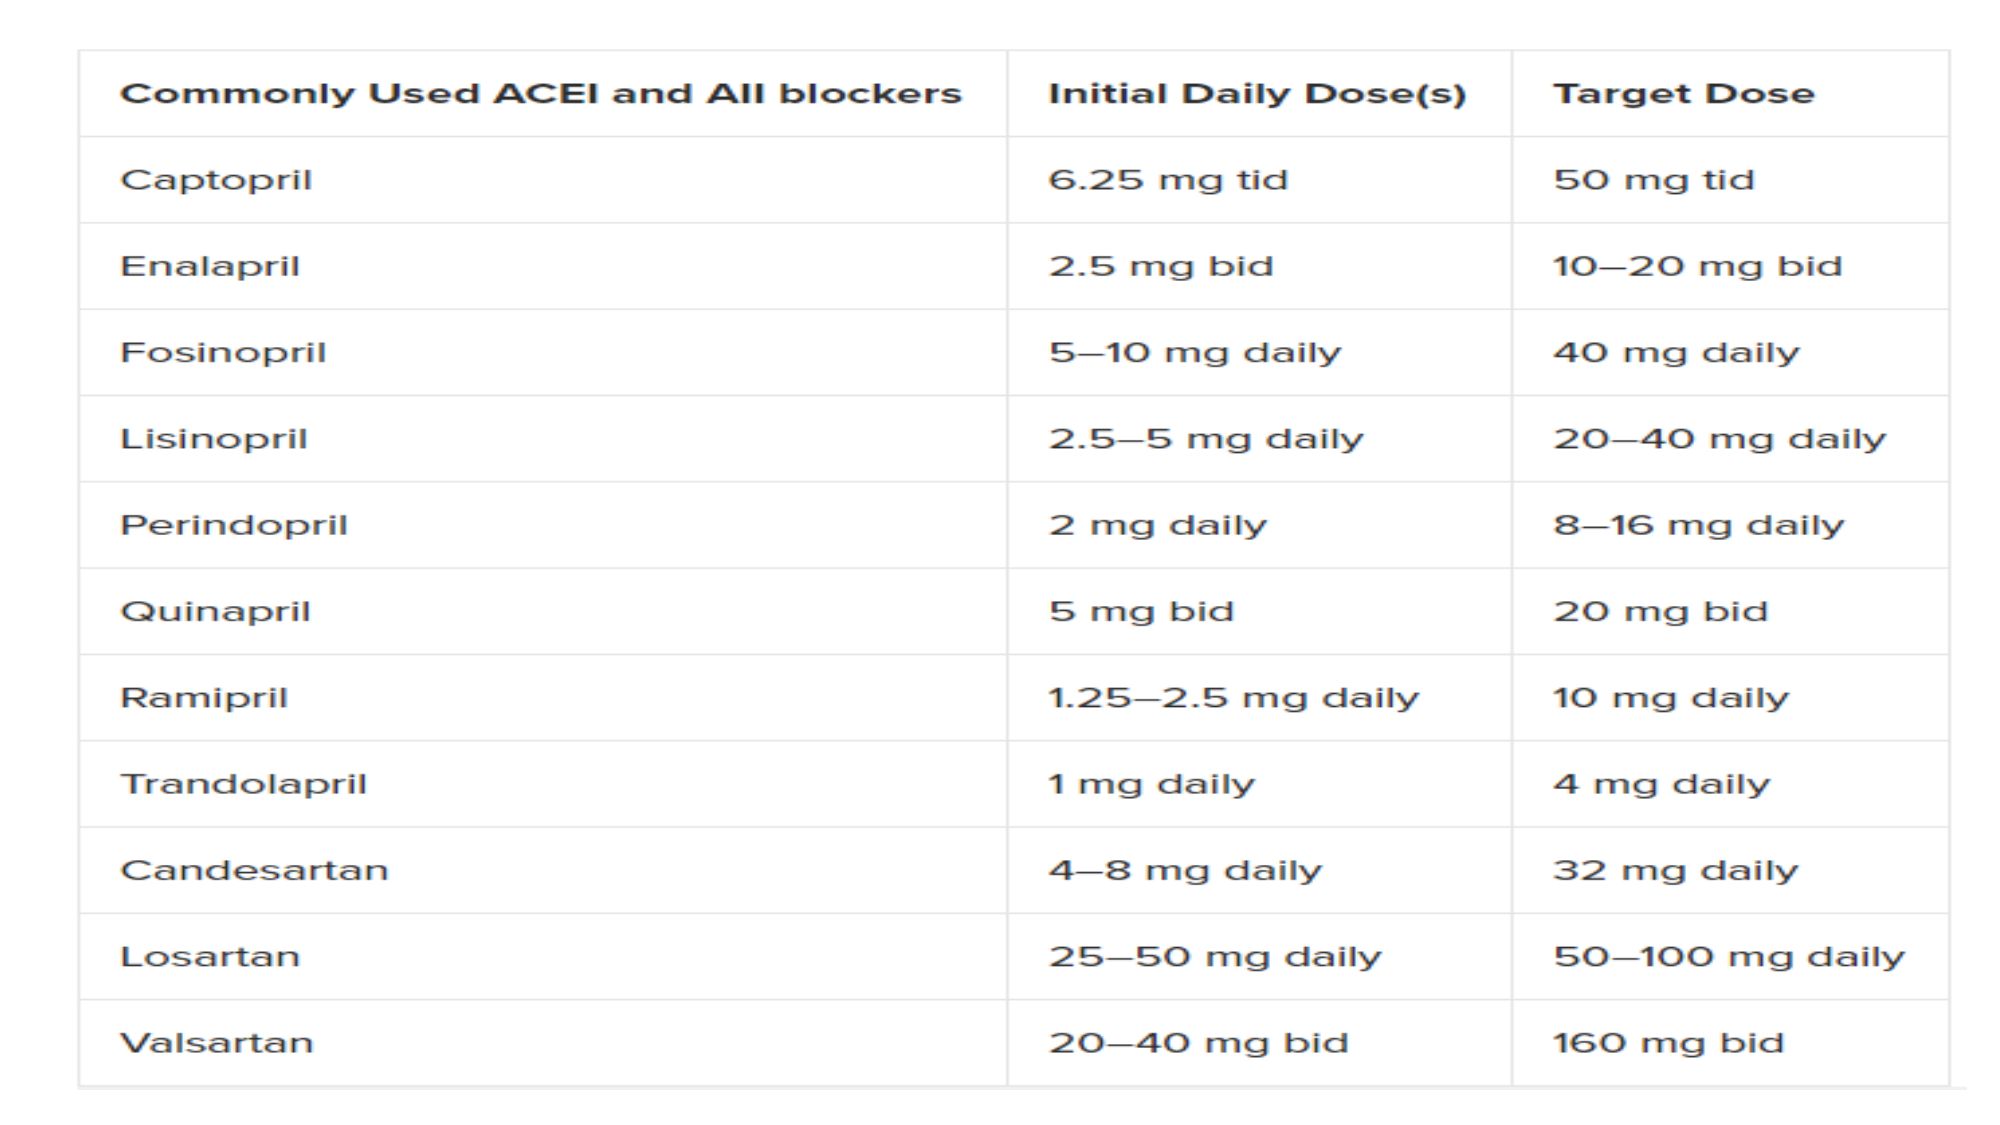 Commonly Used ACEI and AII blockers Initial Daily Dose(s) Target Dose
Captopril 6.25 mg tid 50 mg tid
Enalapril 2.5 mg bid 10–20 mg bid
Fosinopril 5–10 mg daily 40 mg daily
Lisinopril 2.5–5 mg daily 20–40 mg daily
Perindopril 2 mg daily 8–16 mg daily
Quinapril 5 mg bid 20 mg bid
Ramipril 1.25–2.5 mg daily 10 mg daily
Trandolapril 1 mg daily 4 mg daily
Candesartan 4–8 mg daily 32 mg daily
Losartan 25–50 mg daily 50–100 mg daily
Valsartan 20–40 mg bid 160 mg bid